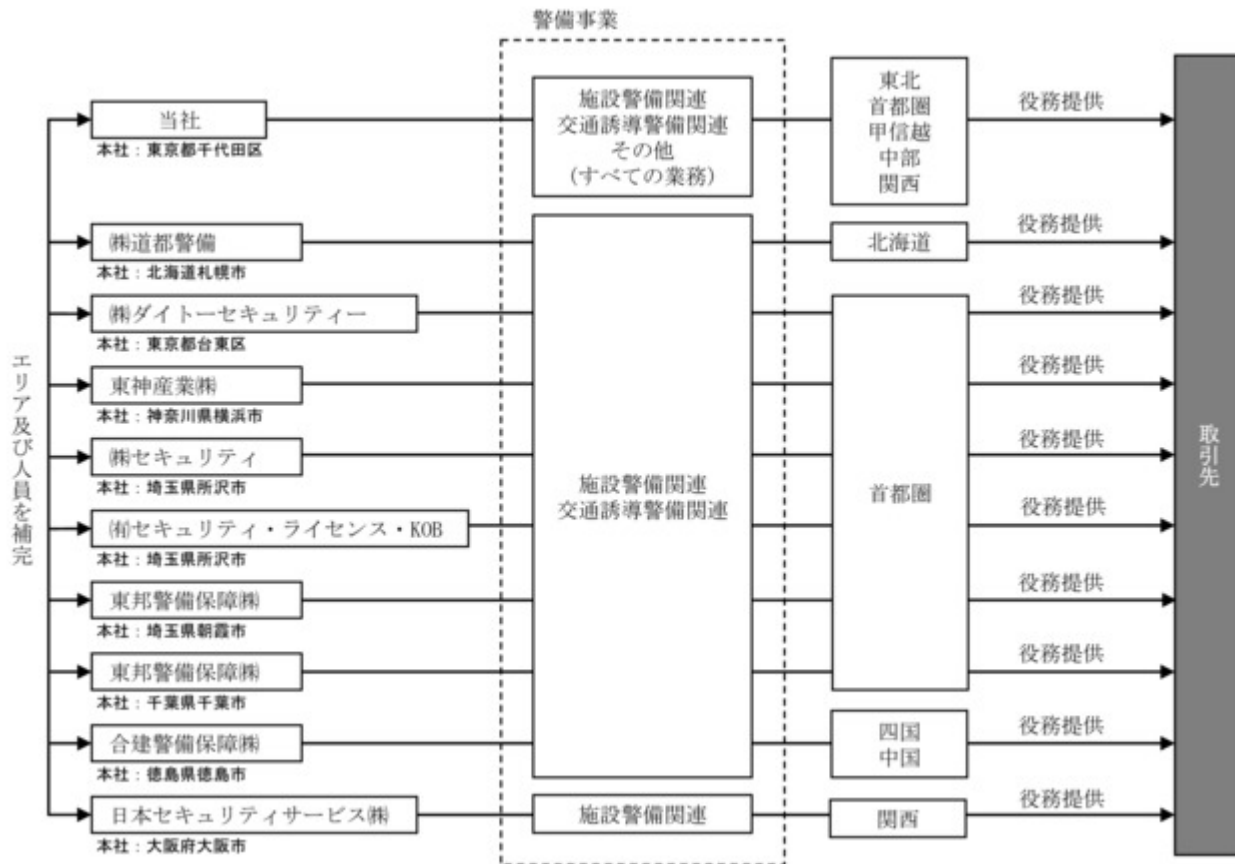 警備事業
当社
本社：東京都千代田区
施設警備関連
交通誘導警備関連
その他
(すべての業務)
東北
首都圏
甲信越
中部
関西
役務提供
㈱道都警備
本社：北海道札幌市
北海道
役務提供
㈱ダイトーセキュリティー
本社：東京都台東区
役務提供
東神産業㈱
本社：神奈川県横浜市
役務提供
㈱セキュリティ
本社：埼玉県所沢市
役務提供
㈲セキュリティ・ライセンス・KOB
本社：埼玉県所沢市
役務提供
東邦警備保障㈱
本社：埼玉県朝霞市
役務提供
東邦警備保障㈱
本社：千葉県千葉市
役務提供
施設警備関連
交通誘導警備関連
首都圏
合建警備保障㈱
本社：徳島県徳島市
四国
中国
役務提供
日本セキュリティサービス㈱
本社：大阪府大阪市
施設警備関連
関西
役務提供
エリア及び人員を補完
取引先